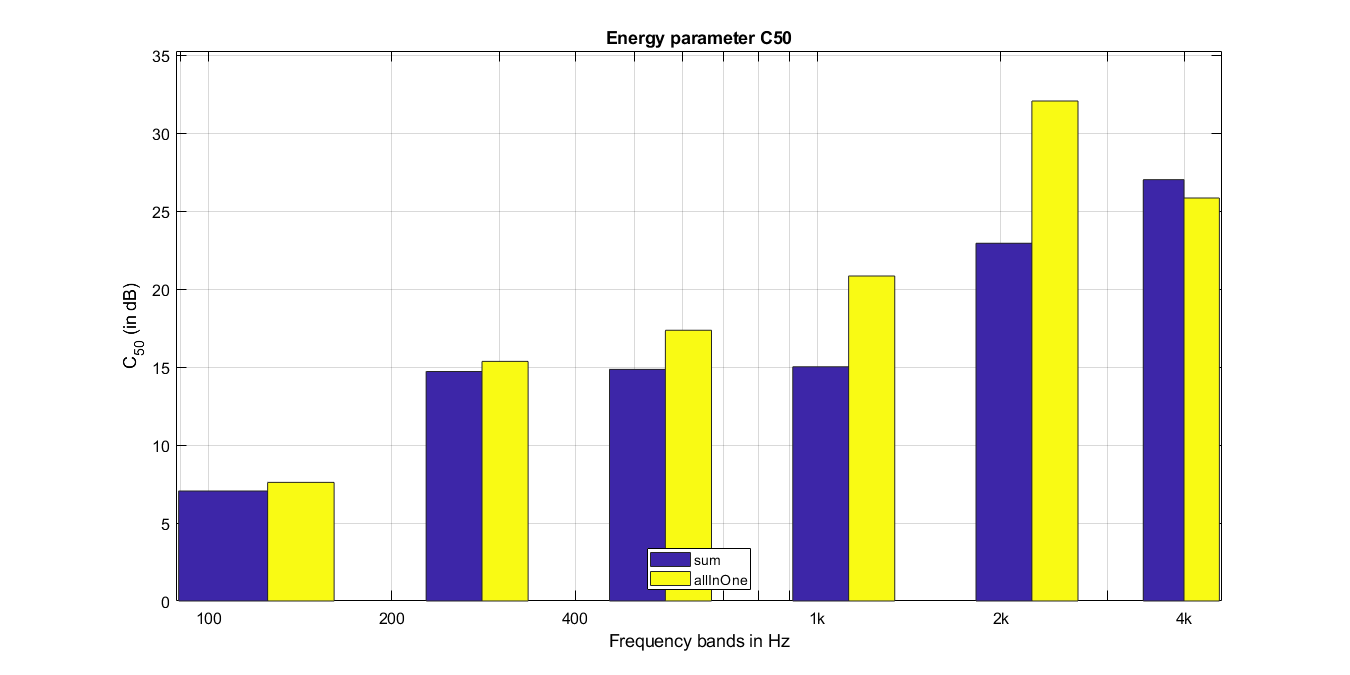 Energy parameter C50
35
30
25
20
15
10
5
0
C50 (in dB)
sum
allInOne
100 200 400 1k 2k 4k
Frequency bands in Hz